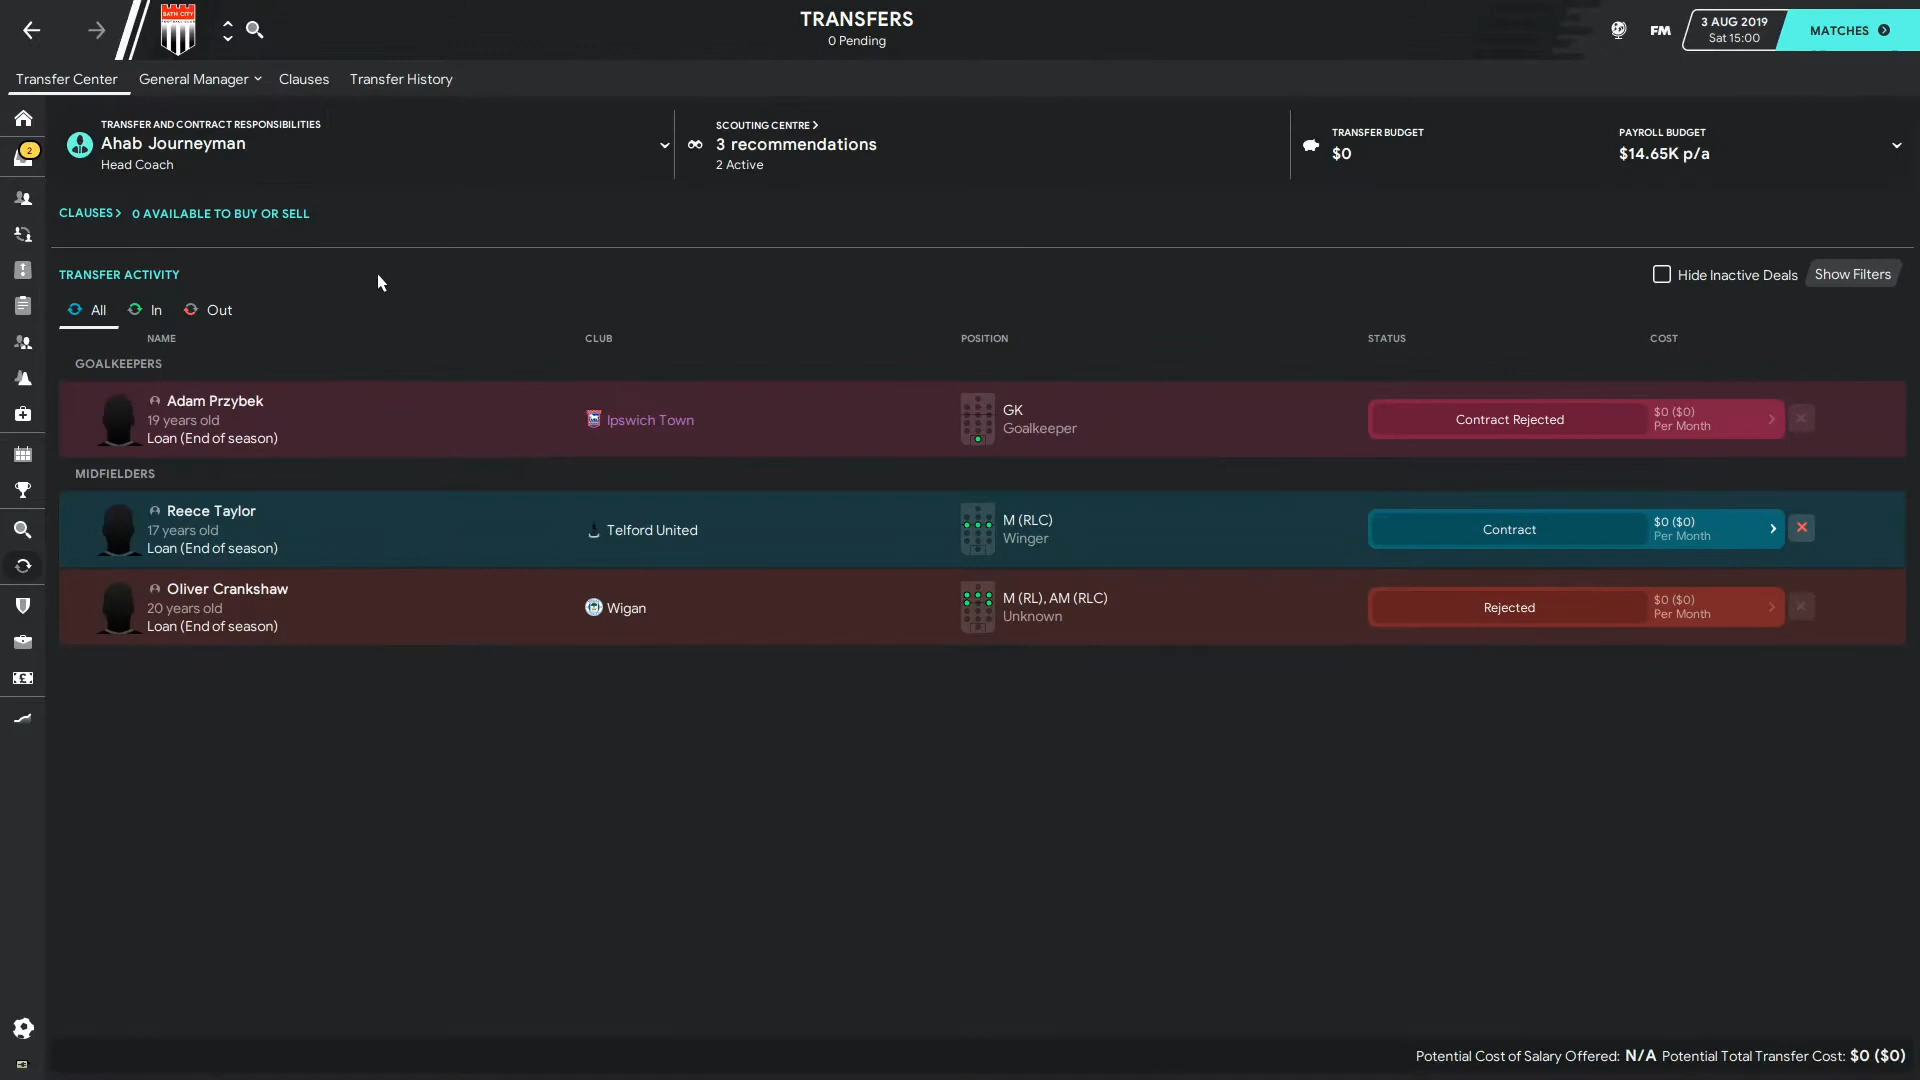 BATH CITY
TRANSFERS
0 Pending
FM
3 AUG 2019
Sat 15:00
MATCHES
Transfer Center
General Manager
Clauses
Transfer History
TRANSFER AND CONTRACT RESPONSIBILITIES
Ahab Journeyman
Head Coach
SCOUTING CENTRE >
3 recommendations
2 Active
TRANSFER BUDGET
$0
PAYROLL BUDGET
$14.65K p/a
2
CLAUSES > 0 AVAILABLE TO BUY OR SELL
TRANSFER ACTIVITY
Hide Inactive Deals
Show Filters
All
In
Out
NAME CLUB POSITION STATUS COST
GOALKEEPERS
Adam Przybek
19 years old
Loan (End of season)
Ipswich Town
GK
Goalkeeper
Contract Rejected
$0 ($0)
Per Month
MIDFIELDERS
Reece Taylor
17 years old
Loan (End of season)
Telford United
M (RLC)
Winger
Contract
$0 ($0)
Per Month
Oliver Crankshaw
20 years old
Loan (End of season)
Wigan
M (RL), AM (RLC)
Unknown
Rejected
$0 ($0)
Per Month
Potential Cost of Salary Offered: N/A Potential Total Transfer Cost: $0 ($0)